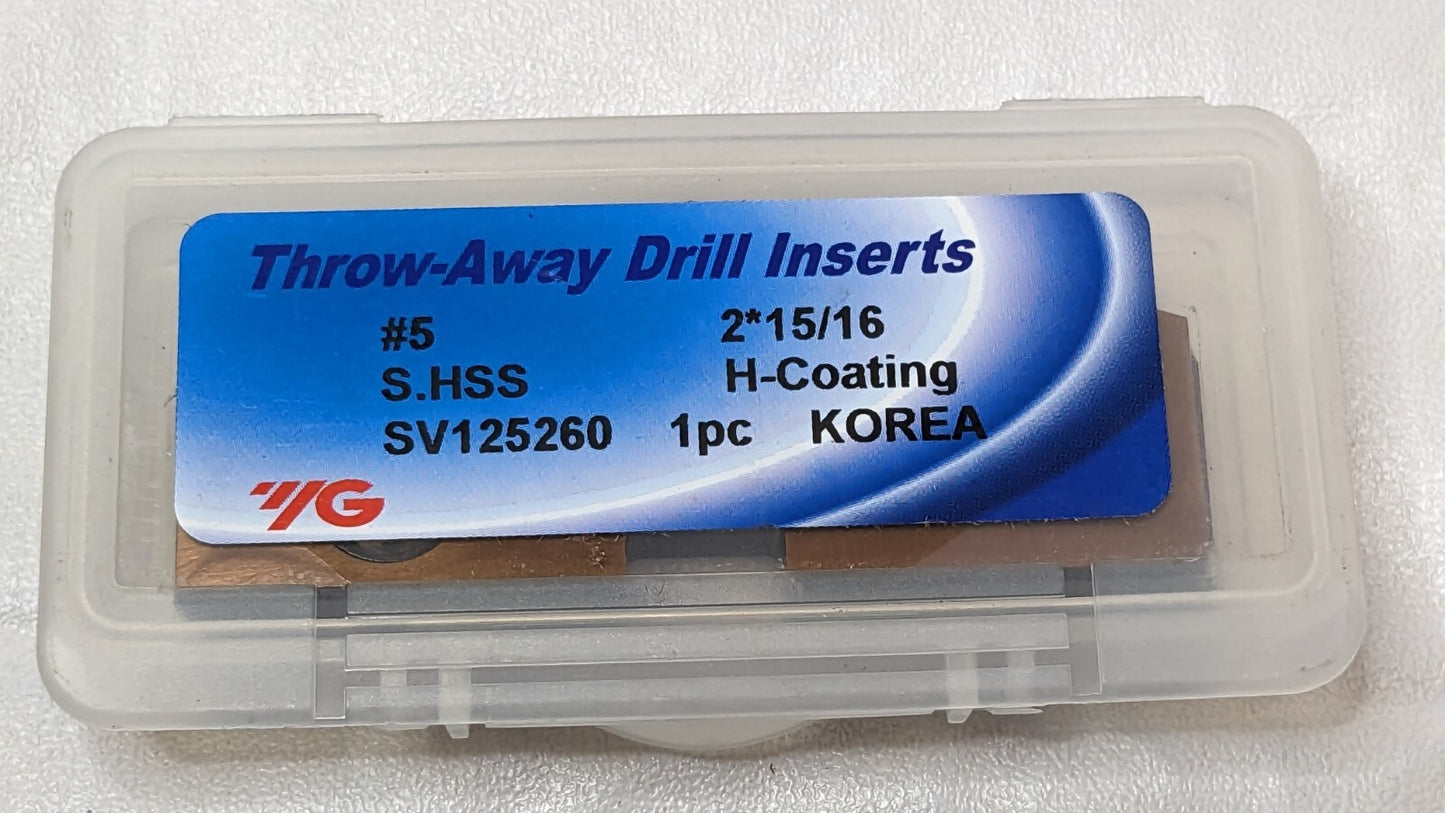 Throw-Away Drill Inserts
#5 2*15/16
S.HSS H-Coating
SV125260 1pc KOREA
YG